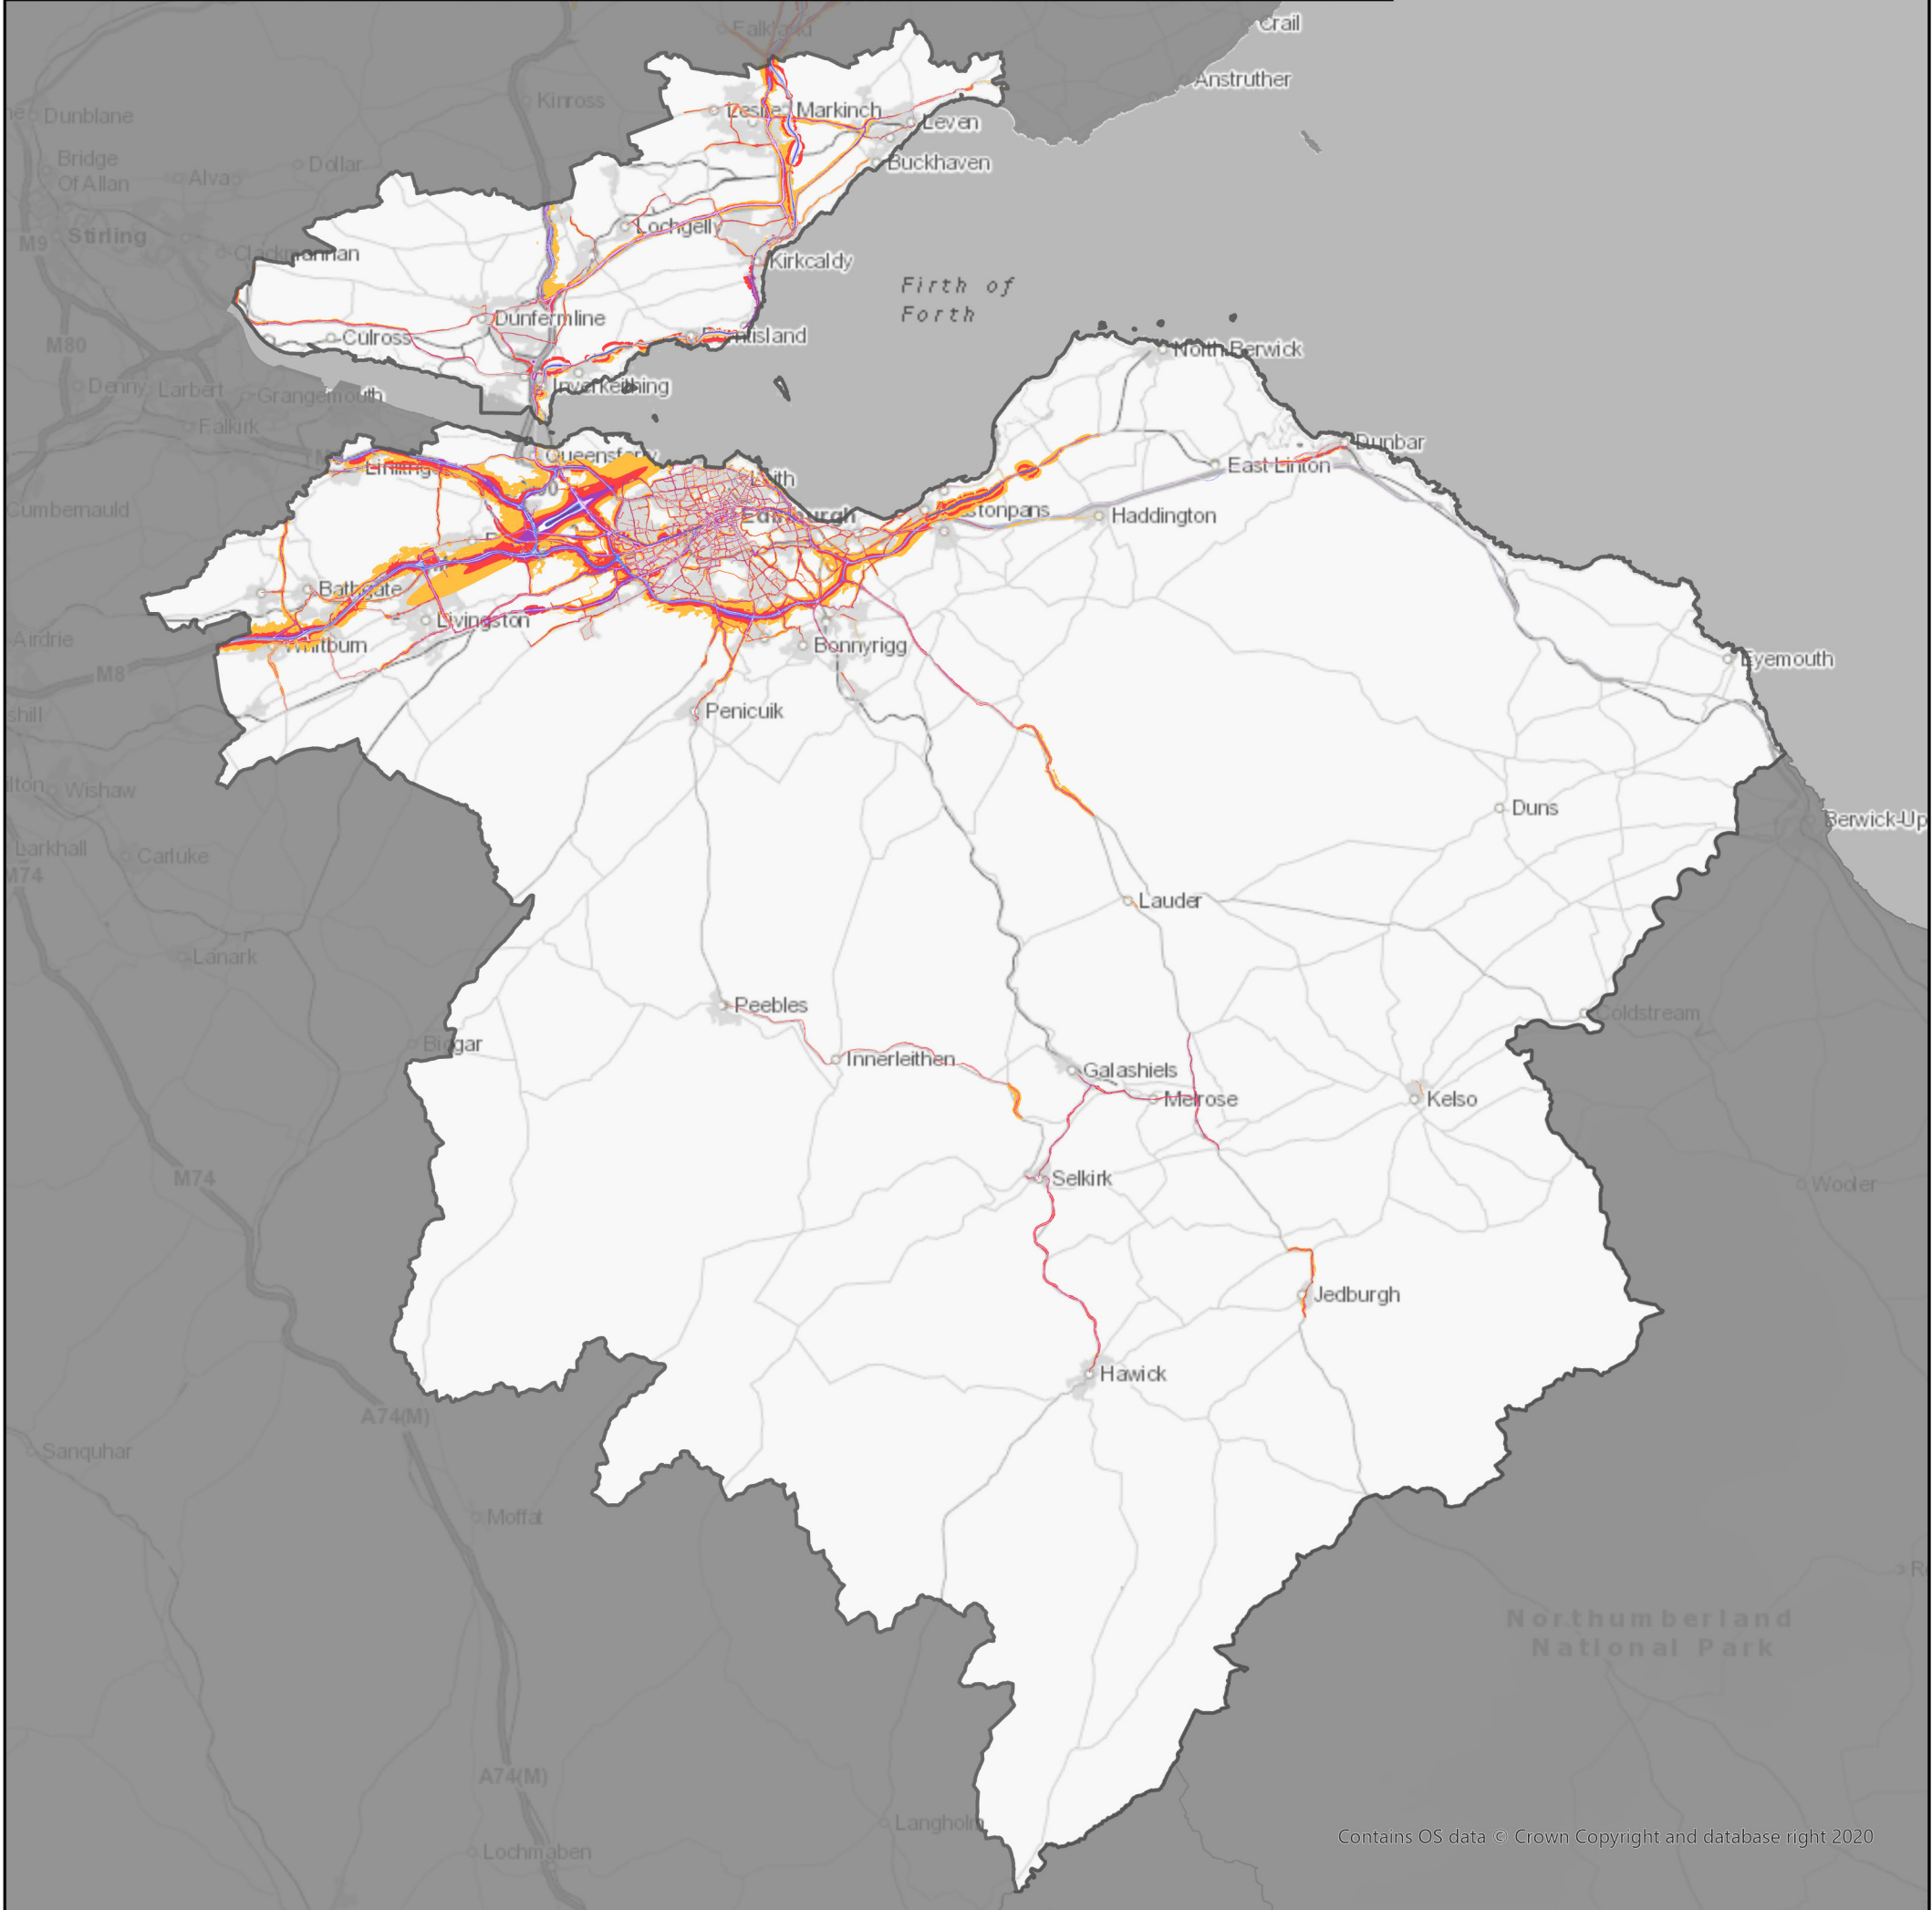 Falkland
Crail
Anstruther
Kinross
Dunblane
Leslie
Markinch
Leven
Bridge
Of Allan
Dollar
Alva
Buckhaven
Lochgelly
M9
Stirling
Clackmannan
Kirkcaldy
Firth of
Forth
Dunfermline
Culross
M80
North Berwick
Inverkeithing
Denny
Larbert
Grangemouth
Falkirk
Dunbar
Queensferry
East Linton
Cumbernauld
Edinburgh
Haddington
Bathgate
Livingston
Airdrie
Whitburn
Bonnyrigg
M8
Eyemouth
Penicuik
Wishaw
Duns
Berwick-Up
Larkhall
Carluke
M74
Lauder
Lanark
Peebles
Coldstream
Biggar
Innerleithen
Galashiels
Melrose
Kelso
M74
Selkirk
Wooler
Jedburgh
Hawick
A74(M)
Sanquhar
Moffat
Northumberland
National Park
A74(M)
Langholm
Contains OS data © Crown Copyright and database right 2020
Lochmaben